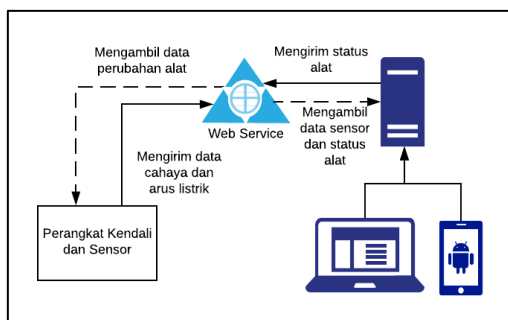 Mengambil data
perubahan alat
Mengirim status
alat
Web Service
Mengambil
data sensor
dan status
alat
Mengirim data
cahaya dan
arus listrik
Perangkat Kendali
dan Sensor